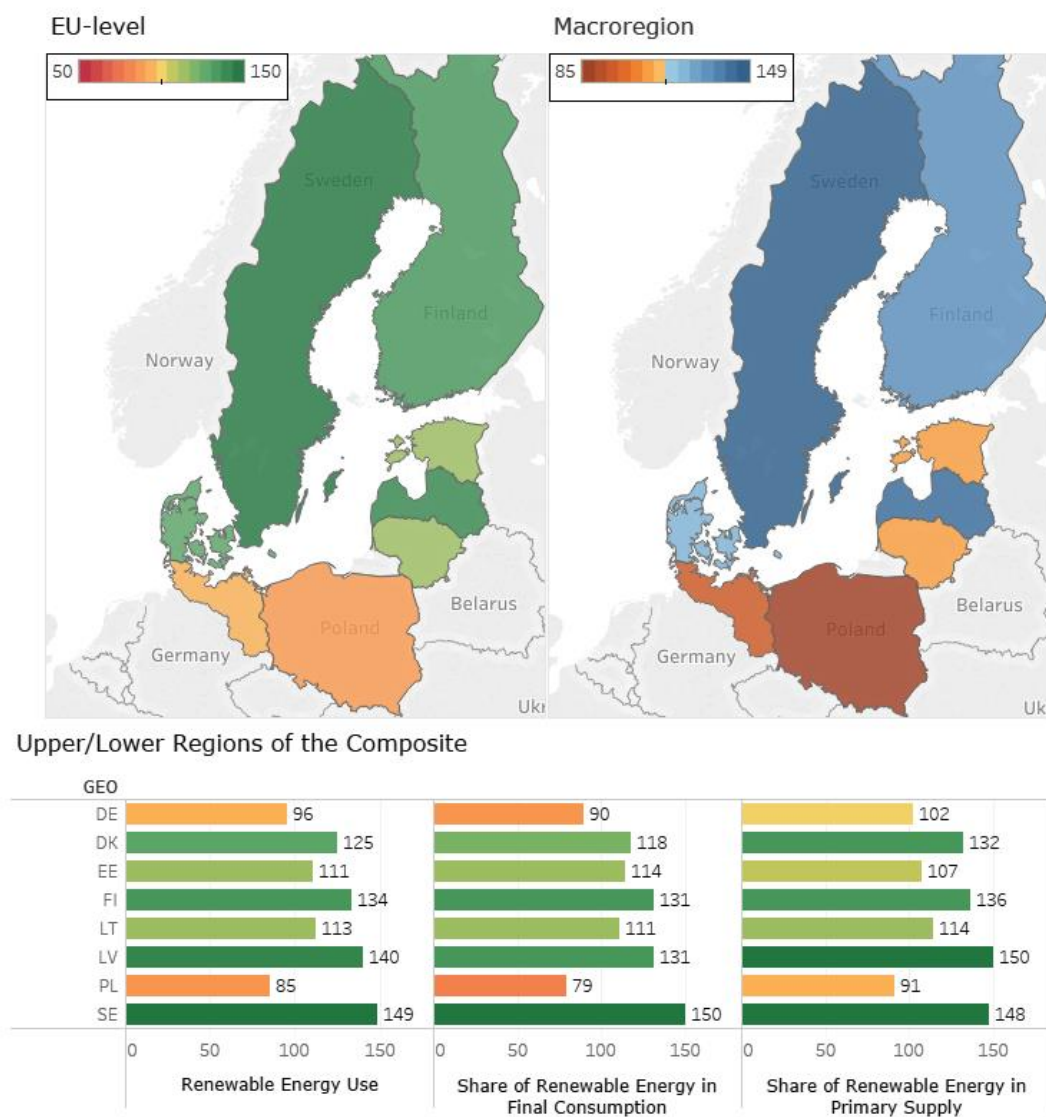 EU-level
Macroregion
50 150
85 149
Sweden
Finland
Norway
Belarus
Poland
Germany
Ukr
Sweden
Finland
Norway
Belarus
Poland
Germany
Uk
Upper/Lower Regions of the Composite
GEO
DE 96 90 102
DK 125 118 132
EE 111 114 107
FI 134 131 136
LT 113 111 114
LV 140 131 150
PL 85 79 91
SE 149 150 148
0 50 100 150 0 50 100 150 0 50 100 150
Renewable Energy Use
Share of Renewable Energy in
Final Consumption
Share of Renewable Energy in
Primary Supply